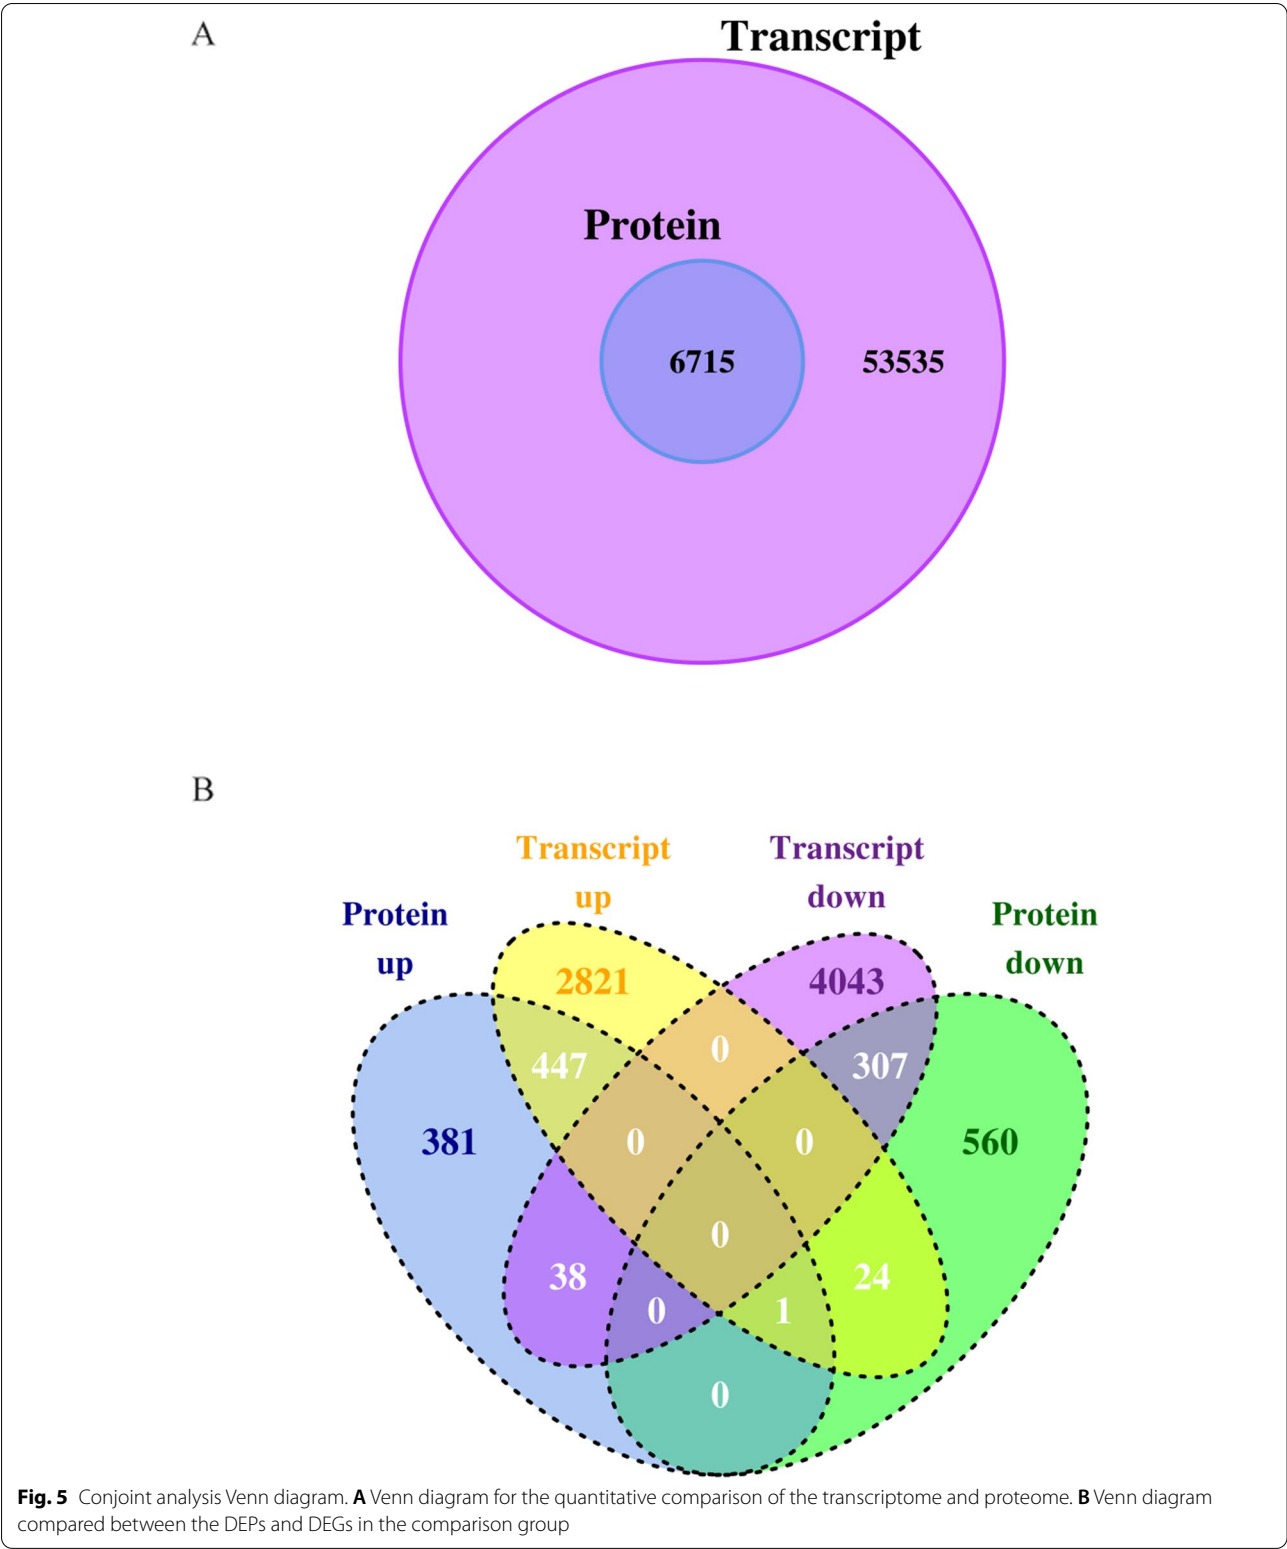 A
Transcript
Protein
6715
53535
B
Transcript
up
Transcript
down
Protein
up
Protein
down
2821
4043
447
0
307
381
0
0
560
0
38
24
0
1
0
Fig. 5 Conjoint analysis Venn diagram. A Venn diagram for the quantitative comparison of the transcriptome and proteome. B Venn diagram
compared between the DEPs and DEGs in the comparison group